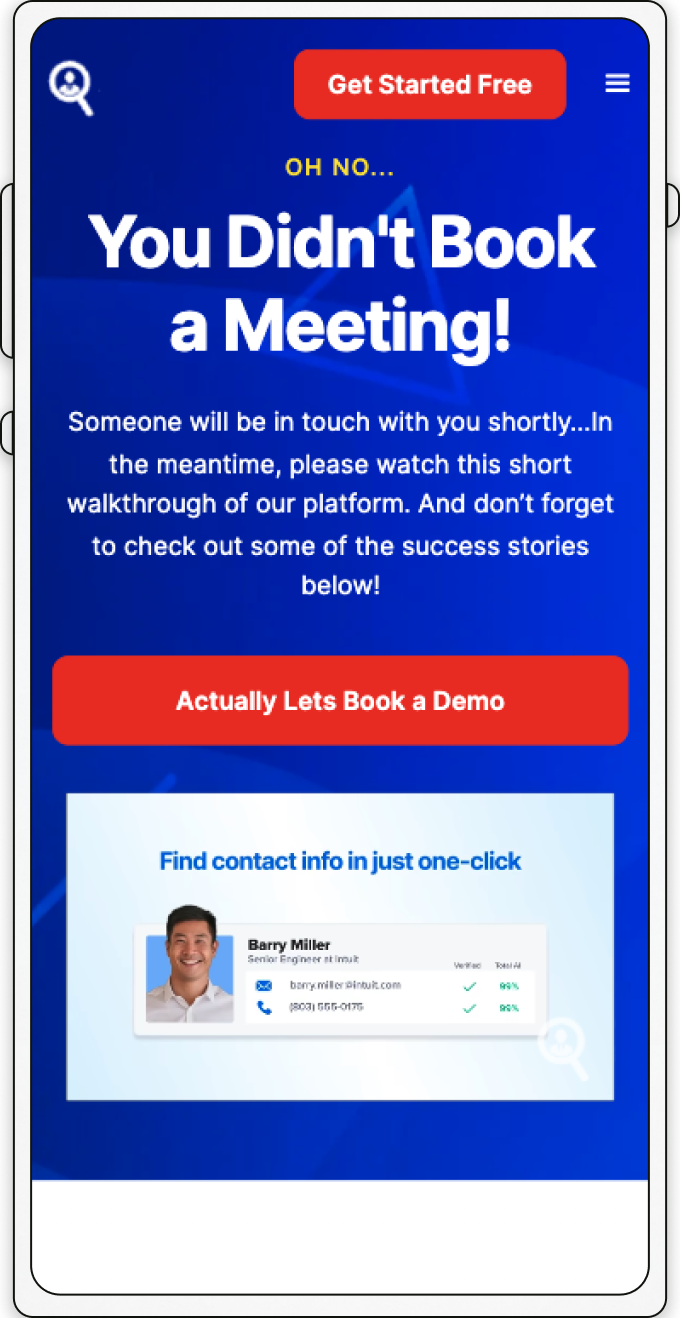 Get Started Free
OH NO...
You Didn't Book
a Meeting!
Someone will be in touch with you shortly...In
the meantime, please watch this short
walkthrough of our platform. And don’t forget
to check out some of the success stories
below!
Actually Lets Book a Demo
Find contact info in just one-click
Barry Miller
Senior Engineer at Intuit
Verified Total AI
barry.miller@intuit.com 99%
(803) 555-0175 99%